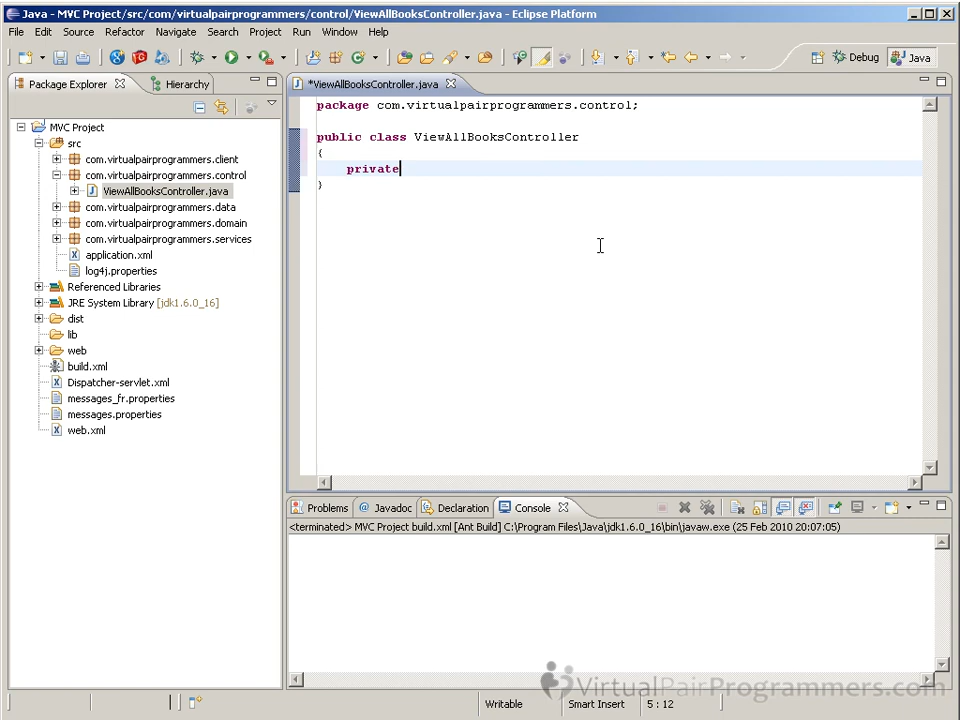 Java - MVC Project/src/com/virtualpairprogrammers/control/ViewAllBooksController.java - Eclipse Platform
File Edit Source Refactor Navigate Search Project Run Window Help
Debug Java
Package Explorer Hierarchy
*ViewAllBooksController.java
MVC Project
src
com.virtualpairprogrammers.client
com.virtualpairprogrammers.control
ViewAllBooksController.java
com.virtualpairprogrammers.data
com.virtualpairprogrammers.domain
com.virtualpairprogrammers.services
application.xml
log4j.properties
Referenced Libraries
JRE System Library [jdk1.6.0_16]
dist
lib
web
build.xml
Dispatcher-servlet.xml
messages_fr.properties
messages.properties
web.xml
package com.virtualpairprogrammers.control;
public class ViewAllBooksController
{
private
}
Problems @ Javadoc Declaration Console
<terminated> MVC Project build.xml [Ant Build] C:\Program Files\Java\jdk1.6.0_16\bin\javaw.exe (25 Feb 2010 20:07:05)
VirtualPairProgrammers.com
Writable Smart Insert 5 : 12